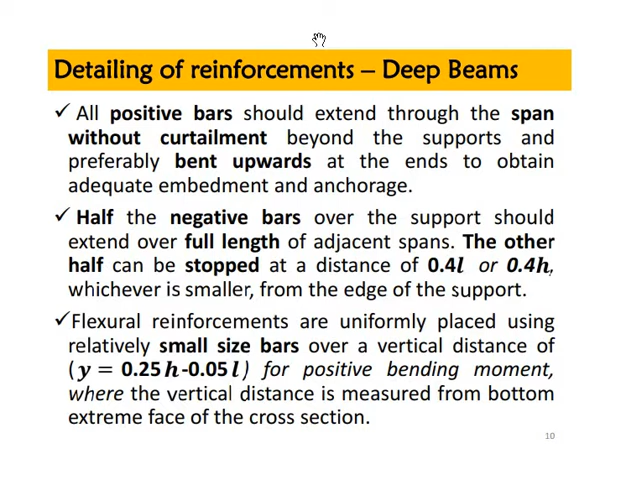 Detailing of reinforcements – Deep Beams
✓ All positive bars should extend through the span
without curtailment beyond the supports and
preferably bent upwards at the ends to obtain
adequate embedment and anchorage.
✓ Half the negative bars over the support should
extend over full length of adjacent spans. The other
half can be stopped at a distance of 0.4l or 0.4h,
whichever is smaller, from the edge of the support.
✓ Flexural reinforcements are uniformly placed using
relatively small size bars over a vertical distance of
(y = 0.25h-0.05l) for positive bending moment,
where the vertical distance is measured from bottom
extreme face of the cross section.
10